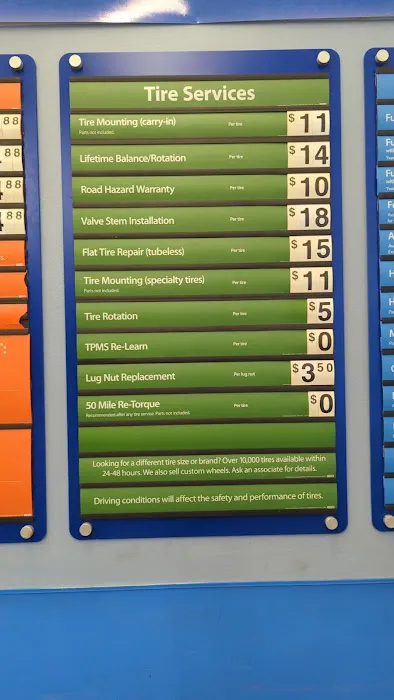 Tire Services
Tire Mounting (carry-in) Per tire $11
Parts not included.
Lifetime Balance/Rotation Per tire $14
Road Hazard Warranty Per tire $10
Valve Stem Installation Per tire $18
Flat Tire Repair (tubeless) Per tire $15
Tire Mounting (specialty tires) Per tire $11
Parts not included.
Tire Rotation Per tire $5
TPMS Re-Learn Per tire $0
Lug Nut Replacement Per lug nut $3 50
50 Mile Re-Torque Per tire $0
Recommended after any tire service. Parts not included.
Looking for a different tire size or brand? Over 10,000 tires available within
24-48 hours. We also sell custom wheels. Ask an associate for details.
Driving conditions will affect the safety and performance of tires.
88
88
88
88